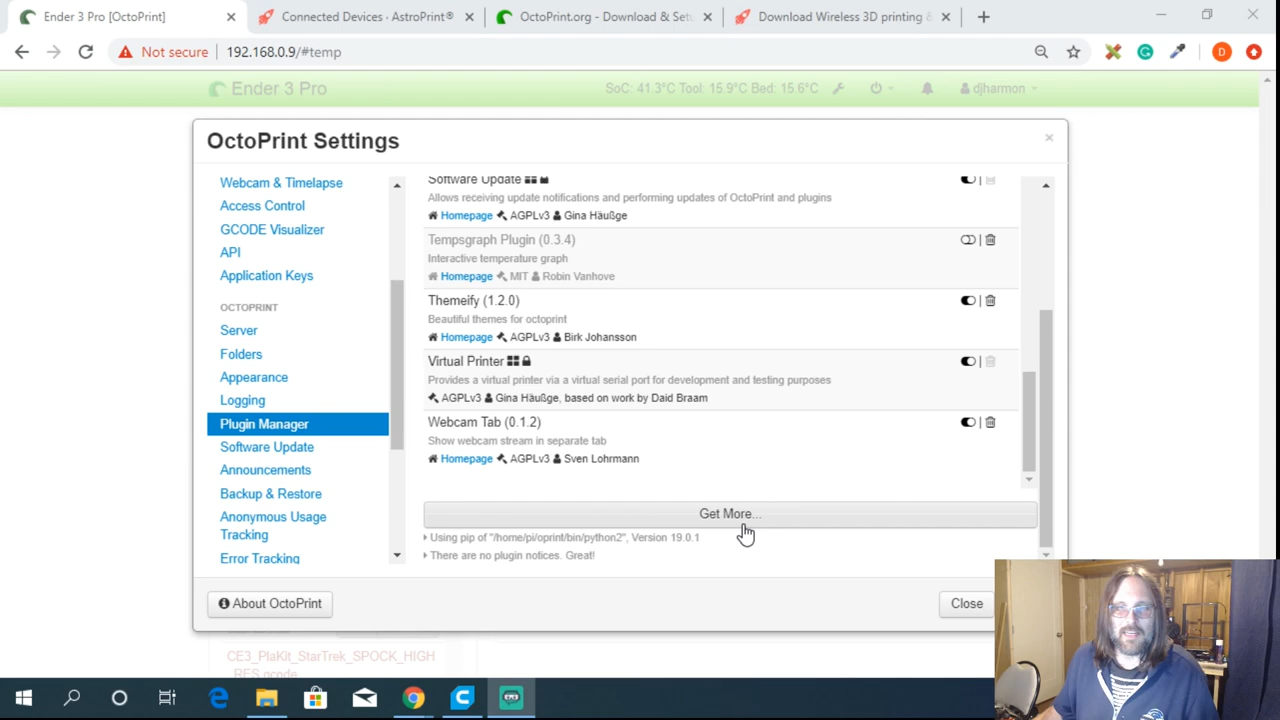 Ender 3 Pro [OctoPrint]
Connected Devices · AstroPrint®
OctoPrint.org - Download & Setu
Download Wireless 3D printing &
Not secure
192.168.0.9/#temp
D
Ender 3 Pro
SoC: 41.3°C Tool: 15.9°C Bed: 15.6°C
djharmon
OctoPrint Settings
Webcam & Timelapse
Access Control
GCODE Visualizer
API
Application Keys
OCTOPRINT
Server
Folders
Appearance
Logging
Plugin Manager
Software Update
Announcements
Backup & Restore
Anonymous Usage
Tracking
Error Tracking
Software Update
Allows receiving update notifications and performing updates of OctoPrint and plugins
Homepage AGPLv3 Gina Häußge
Tempsgraph Plugin (0.3.4)
Interactive temperature graph
Homepage MIT Robin Vanhove
Themeify (1.2.0)
Beautiful themes for octoprint
Homepage AGPLv3 Birk Johansson
Virtual Printer
Provides a virtual printer via a virtual serial port for development and testing purposes
AGPLv3 Gina Häußge, based on work by Daid Braam
Webcam Tab (0.1.2)
Show webcam stream in separate tab
Homepage AGPLv3 Sven Lohrmann
Get More...
Using pip of "/home/pi/oprint/bin/python2", Version 19.0.1
There are no plugin notices. Great!
About OctoPrint
Close
CE3_PlaKit_StarTrek_SPOCK_HIGH
RES.gcode